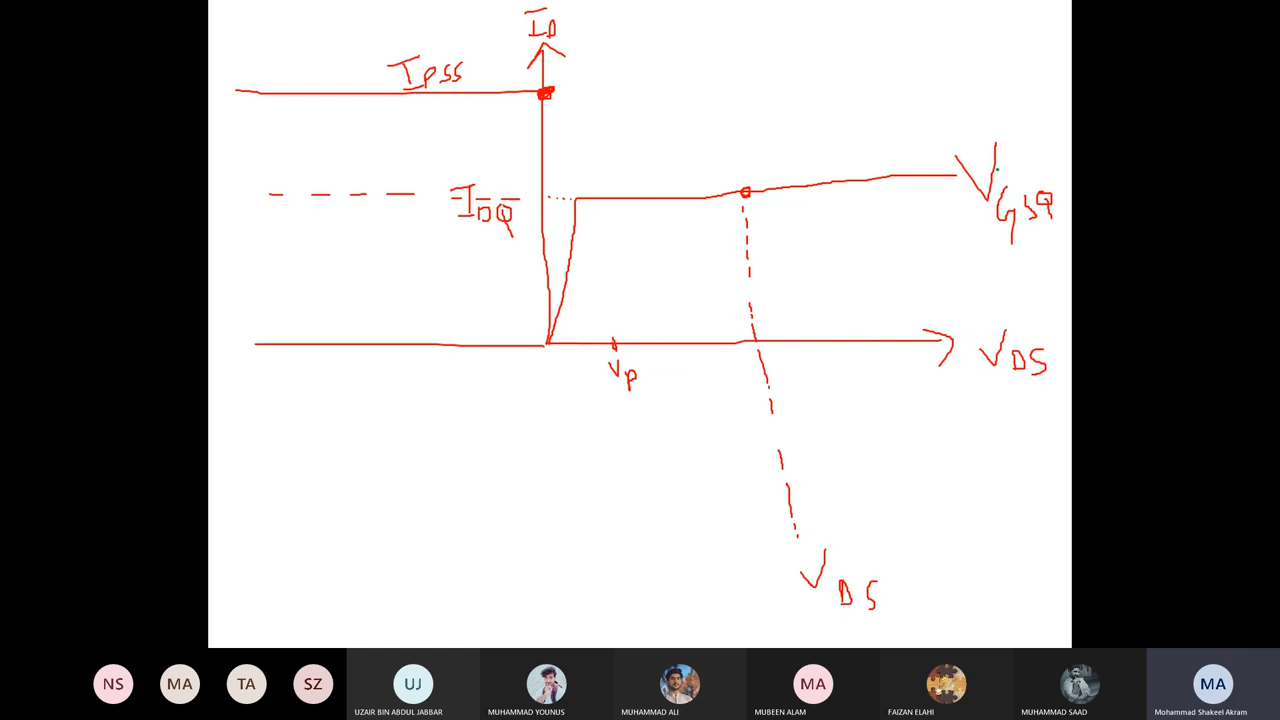 ID
IDSS
IDQ
VGSQ
VDS
VP
VDS
NS MA TA SZ UJ MA MA
UZAIR BIN ABDUL JABBAR MUHAMMAD YOUNUS MUHAMMAD ALI MUBEEN ALAM FAIZAN ELAHI MUHAMMAD SAAD Mohammad Shakeel Akram